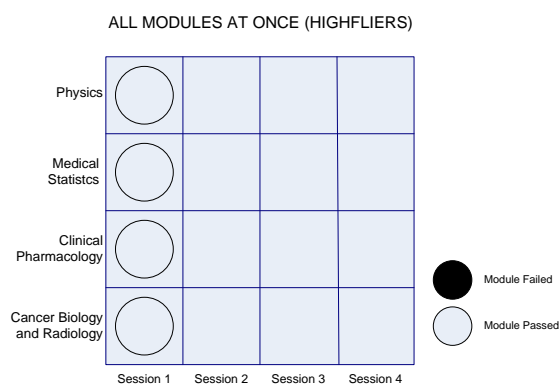 ALL MODULES AT ONCE (HIGHFLIERS)
Physics
Medical
Statistcs
Clinical
Pharmacology
Cancer Biology
and Radiology
Module Failed
Module Passed
Session 1 Session 2 Session 3 Session 4